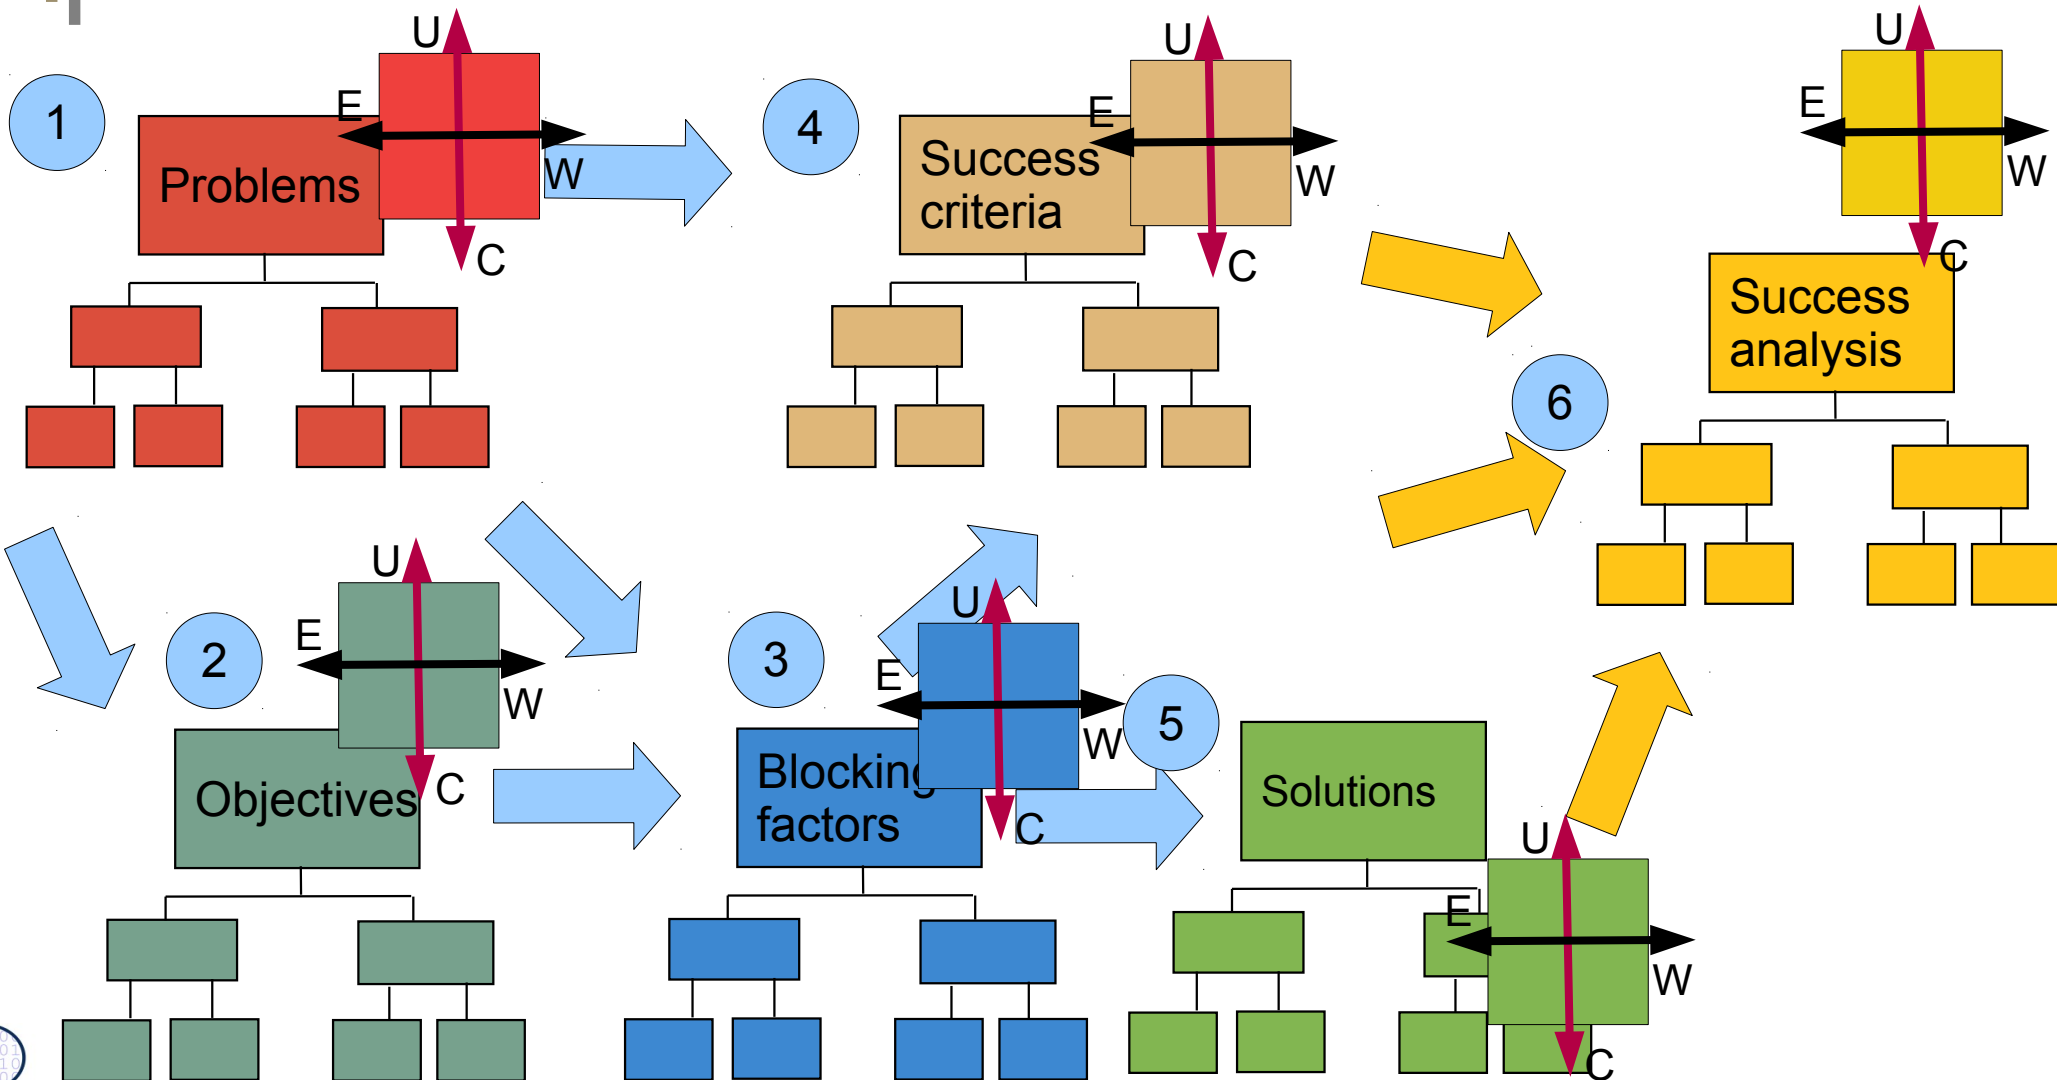 1
Problems
U
E
W
C
4
Success
criteria
U
E
W
C
U
E
W
C
Success
analysis
6
2
Objectives
U
E
W
C
3
Blocking
factors
U
E
W
C
5
Solutions
U
E
W
C